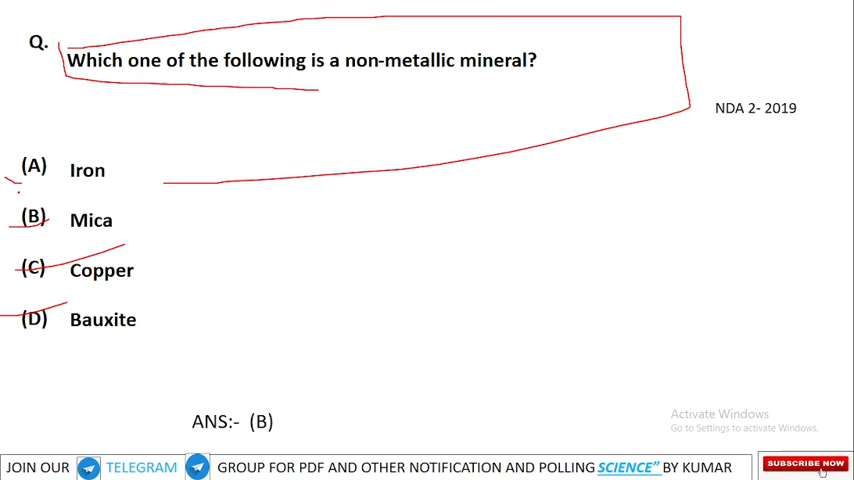 Q.
Which one of the following is a non-metallic mineral?
NDA 2- 2019
(A) Iron
(B) Mica
(C) Copper
(D) Bauxite
ANS:- (B)
Activate Windows
Go to Settings to activate Windows.
JOIN OUR TELEGRAM GROUP FOR PDF AND OTHER NOTIFICATION AND POLLING SCIENCE” BY KUMAR
SUBSCRIBE NOW